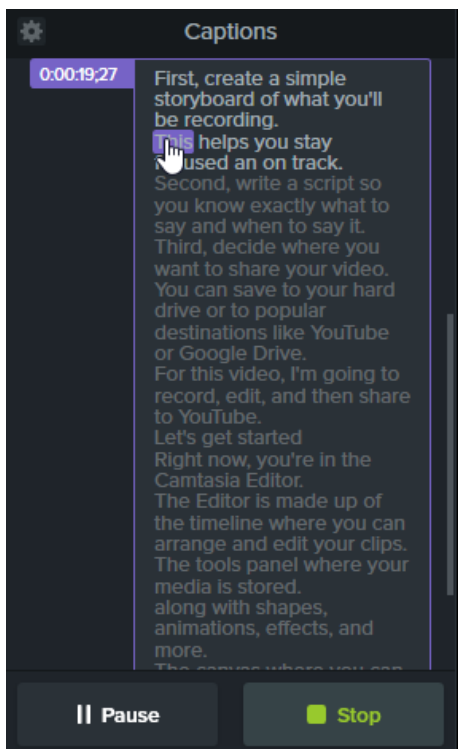 Captions
0:00:19;27
First, create a simple
storyboard of what you'll
be recording.
This helps you stay
used an on track.
Second, write a script so
you know exactly what to
say and when to say it.
Third, decide where you
want to share your video.
You can save to your hard
drive or to popular
destinations like YouTube
or Google Drive.
For this video, I'm going to
record, edit, and then share
to YouTube.
Let's get started
Right now, you're in the
Camtasia Editor.
The Editor is made up of
the timeline where you can
arrange and edit your clips.
The tools panel where your
media is stored.
along with shapes,
animations, effects, and
more.
The canvas where you can
Pause
Stop